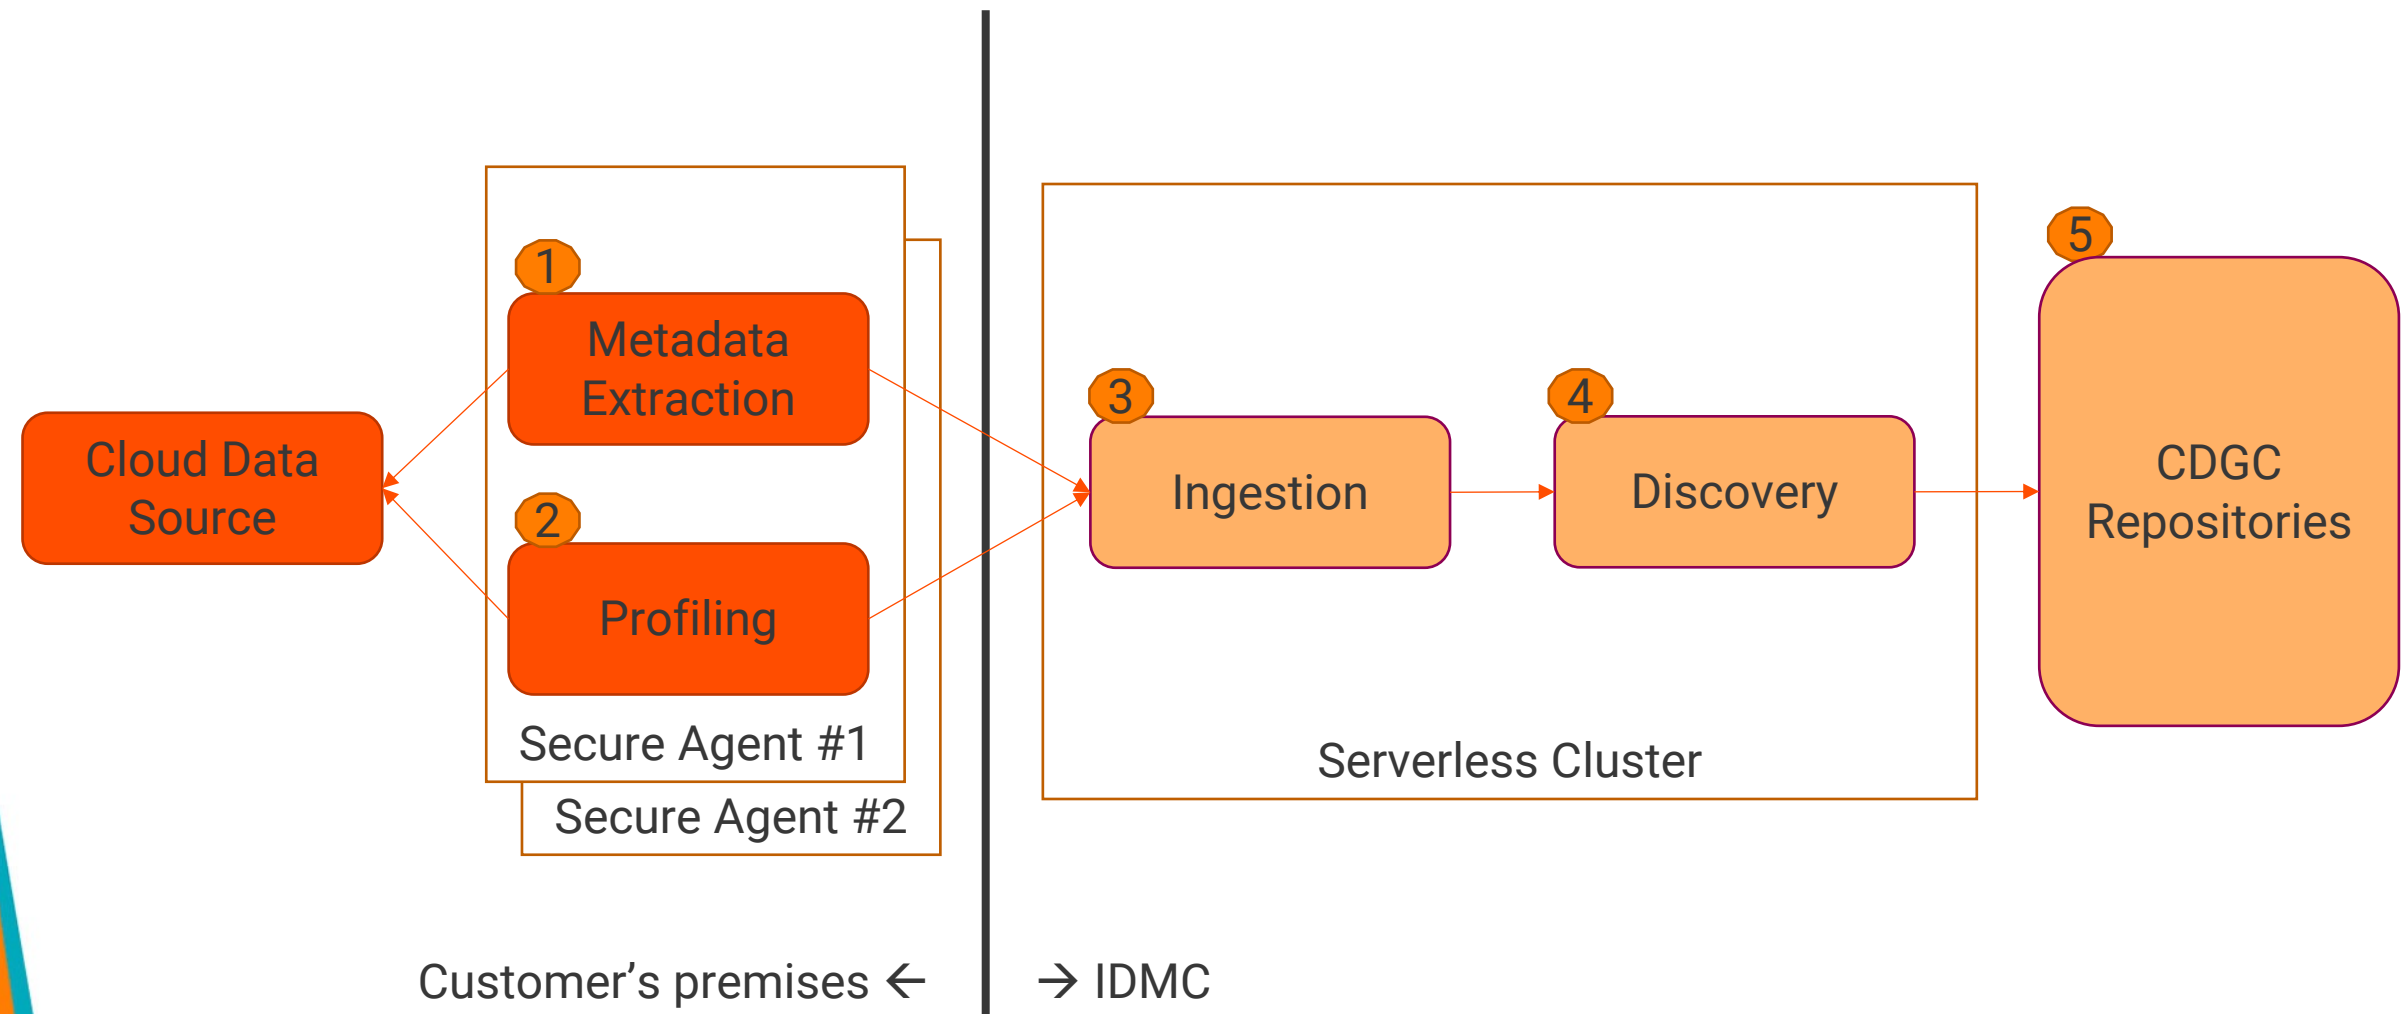 Cloud Data
Source
1
Metadata
Extraction
2
Profiling
Secure Agent #1
Secure Agent #2
3
Ingestion
4
Discovery
Serverless Cluster
5
CDGC
Repositories
Customer’s premises ←
→ IDMC